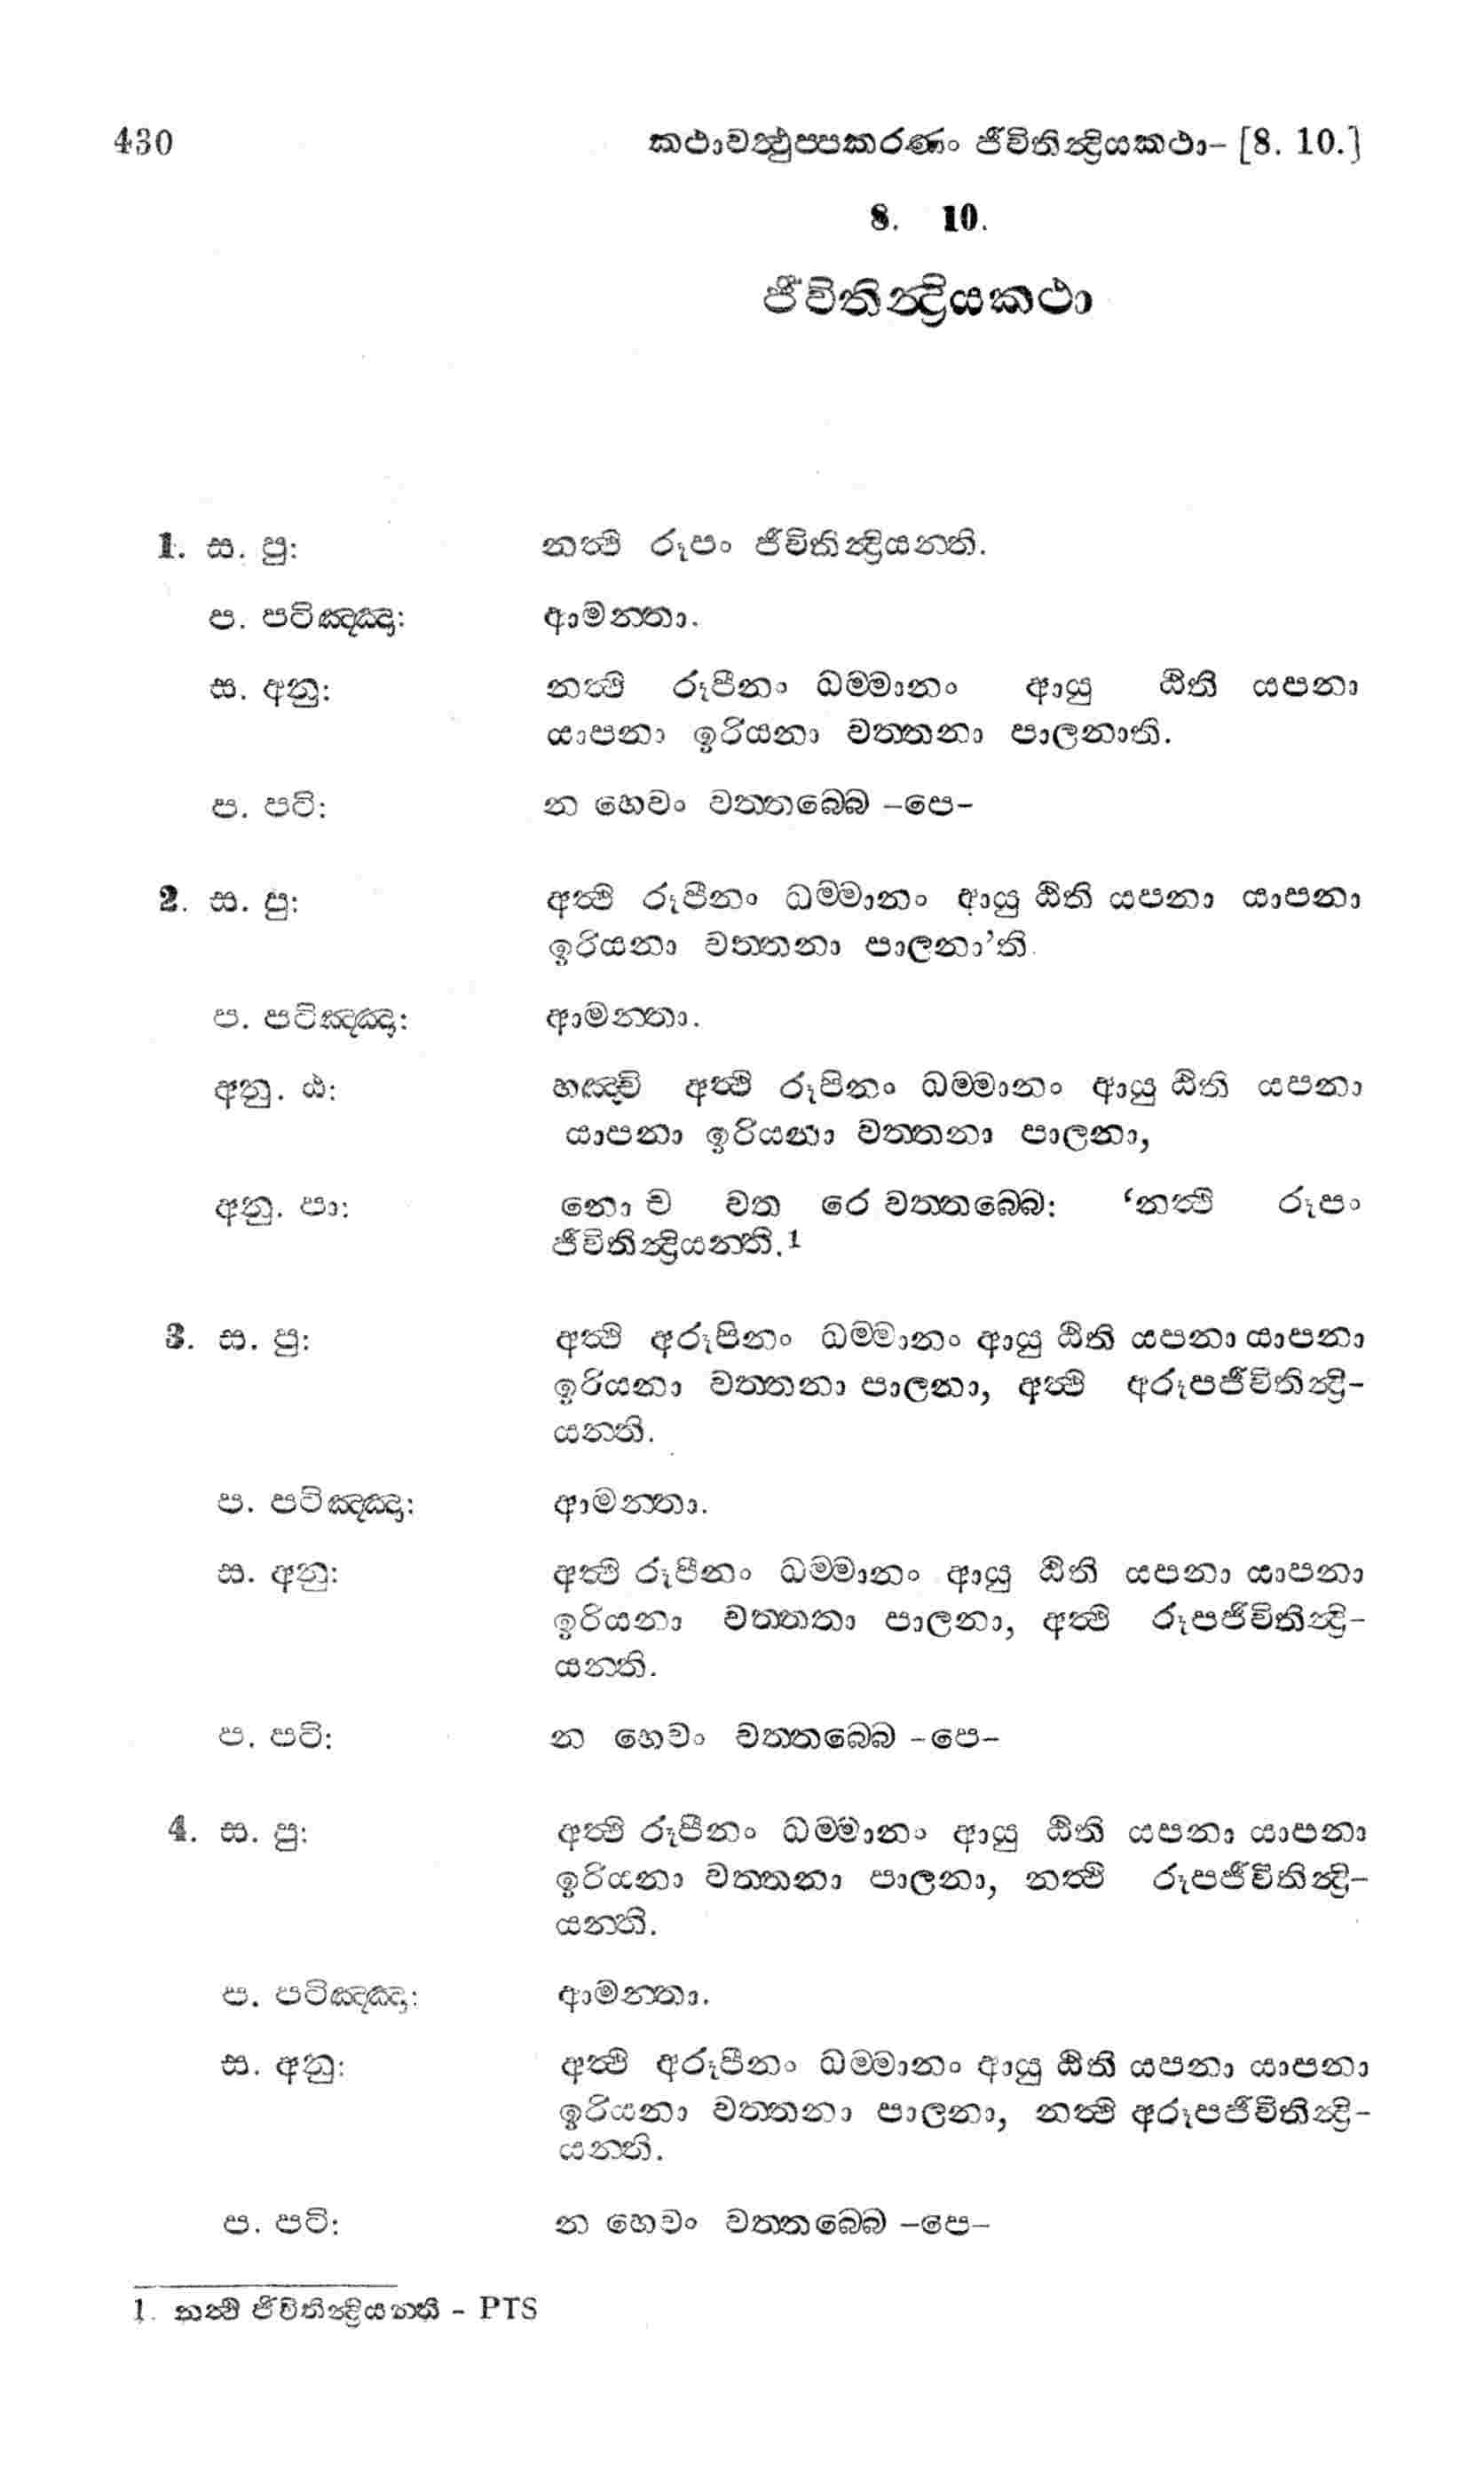 430 කථාවත්‍ථුප්පකරණං ජීවිතින්‍ද්‍රියකථා– [8. 10.]
8. 10.
ජීවිතින්‍ද්‍රියකථා
1. ස. පු: නත්‍ථි රූපං ජීවිතින්‍ද්‍රියනති.
ප. පටිඤ්ඤා: ආමන්‍තා.
ස. අනු: නත්‍ථි රූපීනං ධම්මානං ආයු ඨිති යපනා
යාපනා ඉරියනා වත්‍තනා පාලනාති.
ප. පටි: න හෙවං වත්‍තබ්බෙ –පෙ–
2. ස. පු: අත්‍ථි රූපීනං ධම්මානං ආයු ඨිති යපනා යාපනා
ඉරියනා වත්‍තනා පාලනා’ති.
ප. පටිඤ්ඤා: ආමන්‍තා.
අනු. ඨ: හඤ්චි අත්‍ථි රූපිනං ධම්මානං ආයු ඨිති යපනා
යාපනා ඉරියනා වත්‍තනා පාලනා,
අනු. පා: නො ච වත රෙ වත්‍තබ්බෙ: ‘නත්‍ථි රූපං
ජීවිතින්‍ද්‍රියන්‍ති.1
3. ස. පු: අත්‍ථි අරූපිනං ධම්මානං ආයු ඨිති යපනා යාපනා
ඉරියනා වත්‍තනා පාලනා, අත්‍ථි අරූපජීවිතින්‍ද්‍රි-
යන්‍ති.
ප. පටිඤ්ඤා: ආමන්‍තා.
ස. අනු: අත්‍ථි රූපීනං ධම්මානං ආයු ඨිති යපනා යාපනා
ඉරියනා වත්‍තතා පාලනා, අත්‍ථි රූපජීවිතින්‍ද්‍රි-
යන්‍ති.
ප. පටි: න හෙවං වත්‍තබ්බෙ –පෙ–
4. ස. පු: අත්‍ථි රූපීනං ධම්මානං ආයු ඨිති යපනා යාපනා
ඉරියනා වත්‍තනා පාලනා, නත්‍ථි රූපජීවිතින්‍ද්‍රි-
යන්‍ති.
ප. පටිඤ්ඤා: ආමන්‍තා.
ස. අනු: අත්‍ථි අරූපීනං ධම්මානං ආයු ඨිති යපනා යාපනා
ඉරියනා වත්‍තනා පාලනා, නත්‍ථි අරූපජීවිතින්‍ද්‍රි-
යන්‍ති.
ප. පටි: න හෙවං වත්‍තබ්බෙ –පෙ–
1. නත්‍ථි ජීවිතින්‍ද්‍රියන්‍ති – PTS